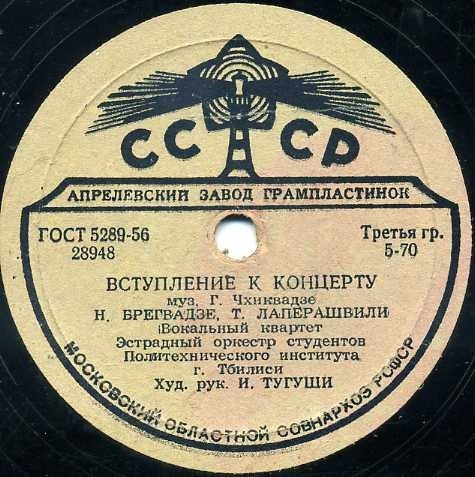 СССР
АПРЕЛЕВСКИЙ ЗАВОД ГРАМПЛАСТИНОК
ГОСТ 5289-56
28948
Третья гр.
5-70
ВСТУПЛЕНИЕ К КОНЦЕРТУ
муз. Г. Чхиквадзе
Н. БРЕГВАДЗЕ, Т. ЛАПЕРАШВИЛИ
(Вокальный квартет
Эстрадный оркестр студентов
Политехнического института
г. Тбилиси
Худ. рук. И. ТУГУШИ
МОСКОВСКИЙ ОБЛАСТНОЙ СОВНАРХОЗ РСФСР